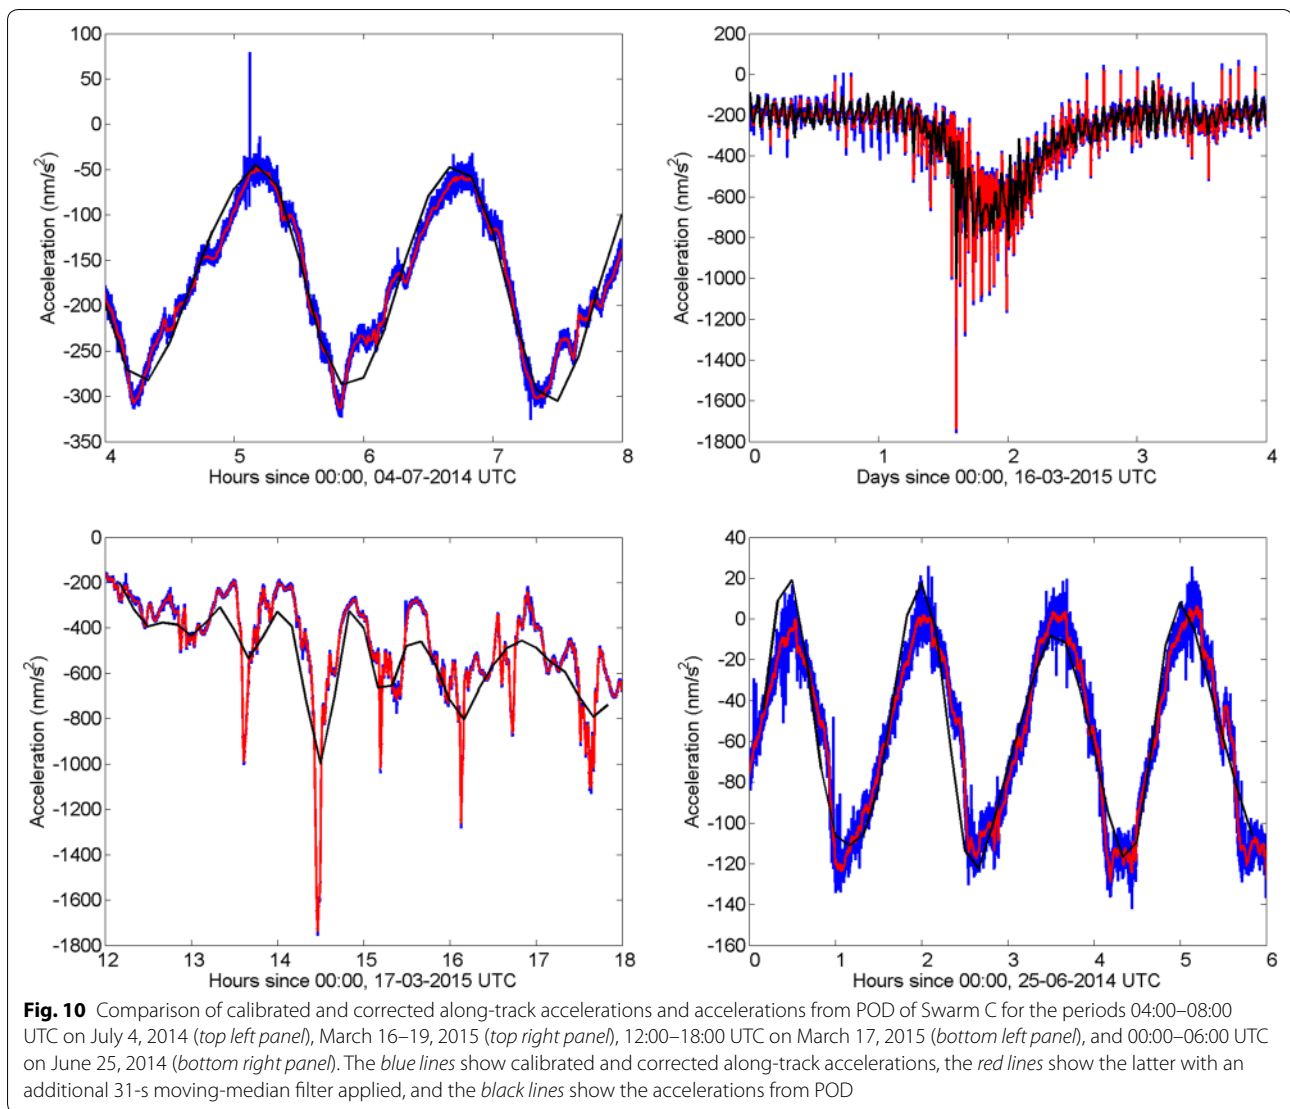 100
50
0
-50
-100
-150
-200
-250
-300
-350
Acceleration (nm/s²)
4 5 6 7 8
Hours since 00:00, 04-07-2014 UTC
200
0
-200
-400
-600
-800
-1000
-1200
-1400
-1600
-1800
Acceleration (nm/s²)
0 1 2 3 4
Days since 00:00, 16-03-2015 UTC
0
-200
-400
-600
-800
-1000
-1200
-1400
-1600
-1800
Acceleration (nm/s²)
12 13 14 15 16 17 18
Hours since 00:00, 17-03-2015 UTC
40
20
0
-20
-40
-60
-80
-100
-120
-140
-160
Acceleration (nm/s²)
0 1 2 3 4 5 6
Hours since 00:00, 25-06-2014 UTC
Fig. 10 Comparison of calibrated and corrected along-track accelerations and accelerations from POD of Swarm C for the periods 04:00–08:00
UTC on July 4, 2014 (top left panel), March 16–19, 2015 (top right panel), 12:00–18:00 UTC on March 17, 2015 (bottom left panel), and 00:00–06:00 UTC
on June 25, 2014 (bottom right panel). The blue lines show calibrated and corrected along-track accelerations, the red lines show the latter with an
additional 31-s moving-median filter applied, and the black lines show the accelerations from POD